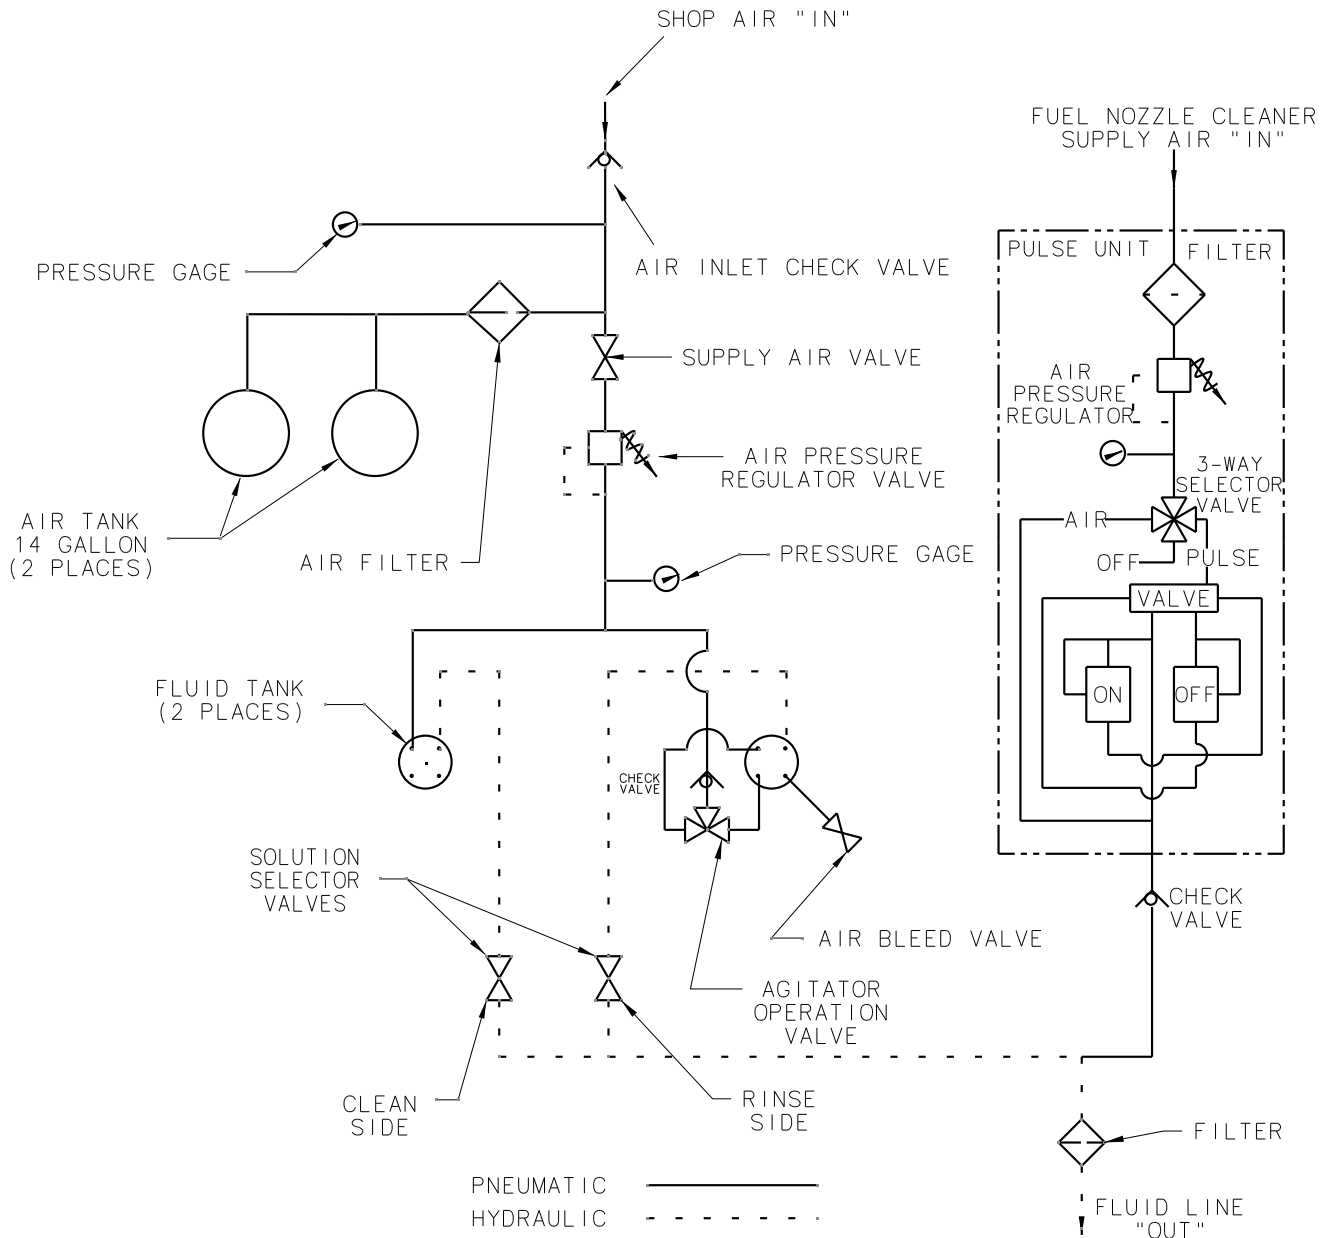 SHOP AIR "IN"
FUEL NOZZLE CLEANER
SUPPLY AIR "IN"
PULSE UNIT
FILTER
PRESSURE GAGE
AIR INLET CHECK VALVE
SUPPLY AIR VALVE
AIR
PRESSURE
REGULATOR
AIR PRESSURE
REGULATOR VALVE
3-WAY
SELECTOR
VALVE
AIR TANK
14 GALLON
(2 PLACES)
AIR FILTER
PRESSURE GAGE
AIR
OFF
PULSE
VALVE
ON
OFF
FLUID TANK
(2 PLACES)
CHECK
VALVE
SOLUTION
SELECTOR
VALVES
AIR BLEED VALVE
CHECK
VALVE
AGITATOR
OPERATION
VALVE
CLEAN
SIDE
RINSE
SIDE
FILTER
PNEUMATIC
HYDRAULIC
FLUID LINE
"OUT"